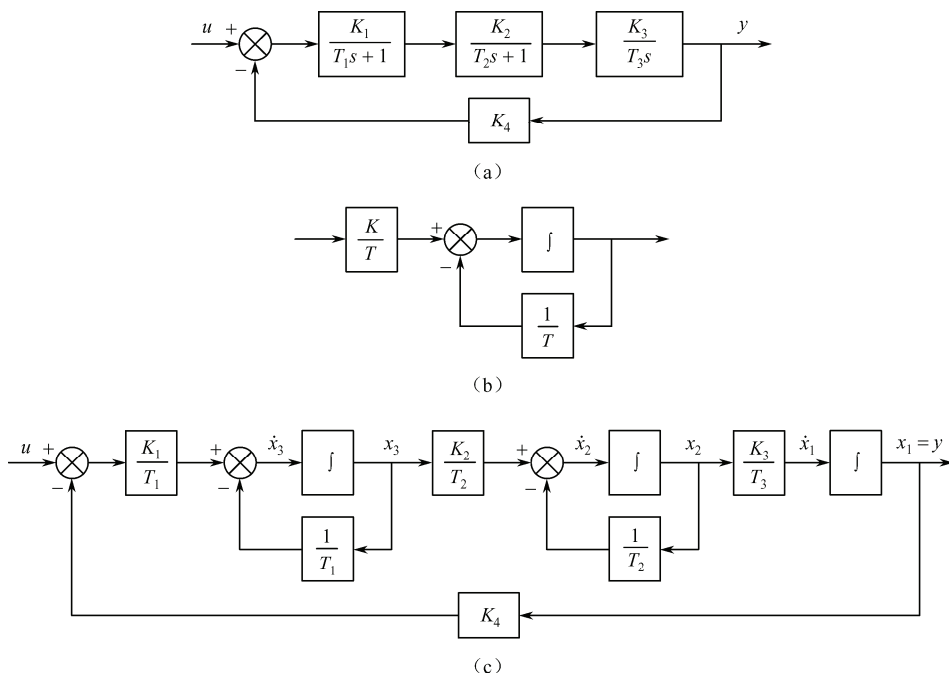 u + − K₁/(T₁s + 1) K₂/(T₂s + 1) K₃/(T₃s) y
K₄
(a)
K/T + − ∫
1/T
(b)
u + − K₁/T₁ + − ẋ₃ ∫ x₃ K₂/T₂ + − ẋ₂ ∫ x₂ K₃/T₃ ẋ₁ ∫ x₁ = y
1/T₁ 1/T₂
K₄
(c)